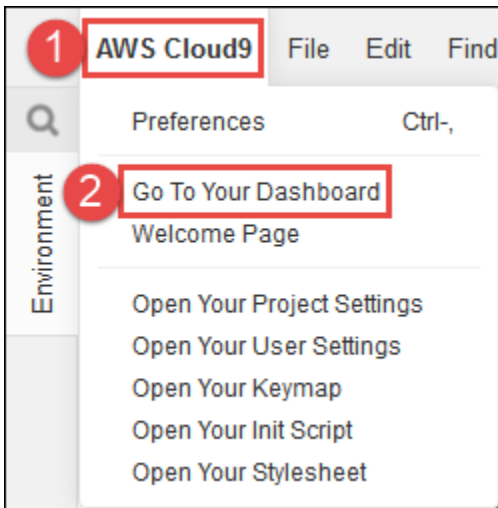 1 AWS Cloud9 File Edit Find
Preferences Ctrl-,
2 Go To Your Dashboard
Welcome Page
Environment
Open Your Project Settings
Open Your User Settings
Open Your Keymap
Open Your Init Script
Open Your Stylesheet